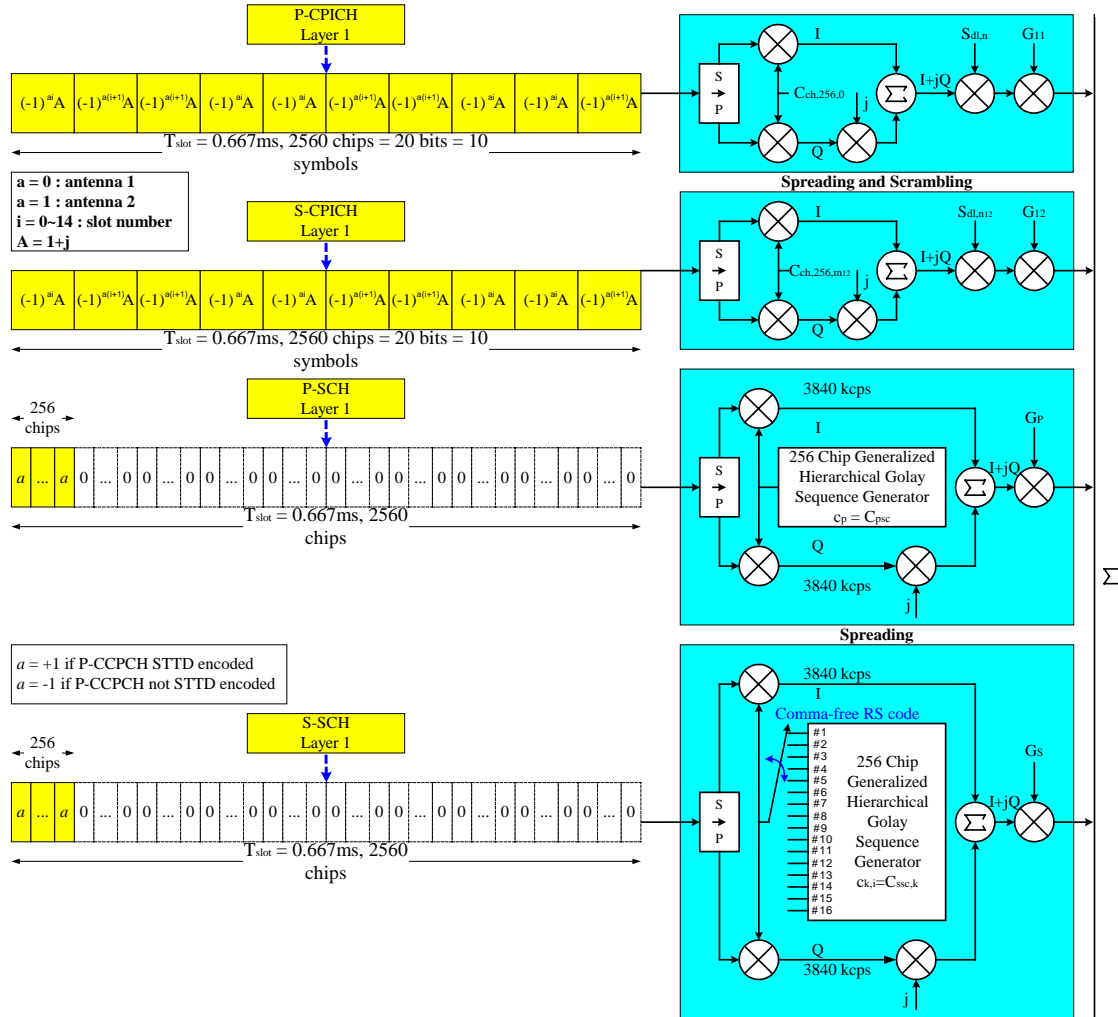 P-CPICH
Layer 1
(-1)^ai A (-1)^a(i+1) A (-1)^a(i+1) A (-1)^ai A (-1)^ai A (-1)^a(i+1) A (-1)^a(i+1) A (-1)^ai A (-1)^ai A (-1)^a(i+1) A
Tslot = 0.667ms, 2560 chips = 20 bits = 10
symbols
S
P
I
Cch,256,0
j
Q
Σ
I+jQ
Sdl,n
G11
Spreading and Scrambling
a = 0 : antenna 1
a = 1 : antenna 2
i = 0~14 : slot number
A = 1+j
S-CPICH
Layer 1
(-1)^ai A (-1)^a(i+1) A (-1)^a(i+1) A (-1)^ai A (-1)^ai A (-1)^a(i+1) A (-1)^a(i+1) A (-1)^ai A (-1)^ai A (-1)^a(i+1) A
Tslot = 0.667ms, 2560 chips = 20 bits = 10
symbols
S
P
I
Cch,256,m12
j
Q
Σ
I+jQ
Sdl,n12
G12
P-SCH
Layer 1
256
chips
a ... a 0 ... 0 0 ... 0 0 ... 0 0 ... 0 0 ... 0 0 ... 0 0 ... 0 0 ... 0 0 ... 0
Tslot = 0.667ms, 2560
chips
S
P
3840 kcps
I
256 Chip Generalized
Hierarchical Golay
Sequence Generator
cp = Cpsc
Q
3840 kcps
j
Σ
I+jQ
GP
Spreading
Σ
a = +1 if P-CCPCH STTD encoded
a = -1 if P-CCPCH not STTD encoded
S-SCH
Layer 1
256
chips
a ... a 0 ... 0 0 ... 0 0 ... 0 0 ... 0 0 ... 0 0 ... 0 0 ... 0 0 ... 0 0 ... 0
Tslot = 0.667ms, 2560
chips
S
P
3840 kcps
I
Comma-free RS code
#1
#2
#3
#4
#5
#6
#7
#8
#9
#10
#11
#12
#13
#14
#15
#16
256 Chip
Generalized
Hierarchical
Golay
Sequence
Generator
ck,i=Cssc,k
Q
3840 kcps
j
Σ
I+jQ
GS